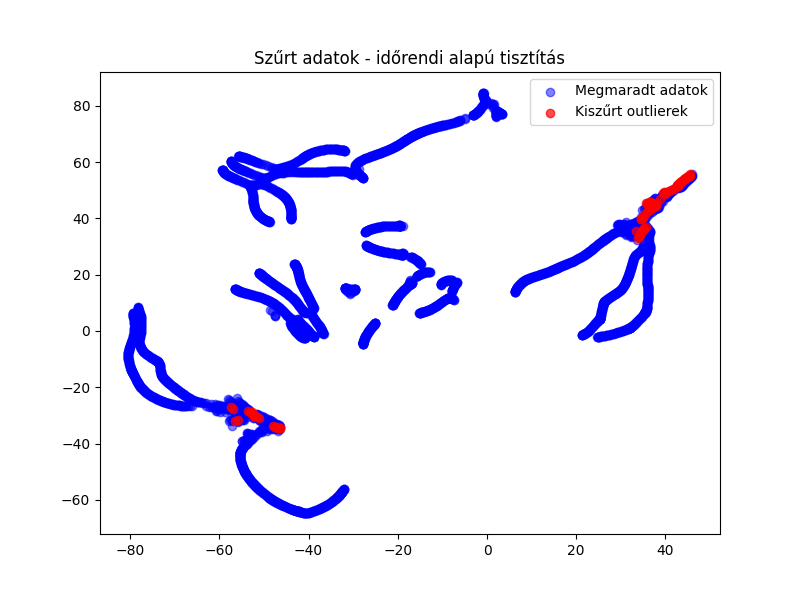 Szűrt adatok - időrendi alapú tisztítás
Megmaradt adatok
Kiszűrt outlierek
80
60
40
20
0
−20
−40
−60
−80 −60 −40 −20 0 20 40